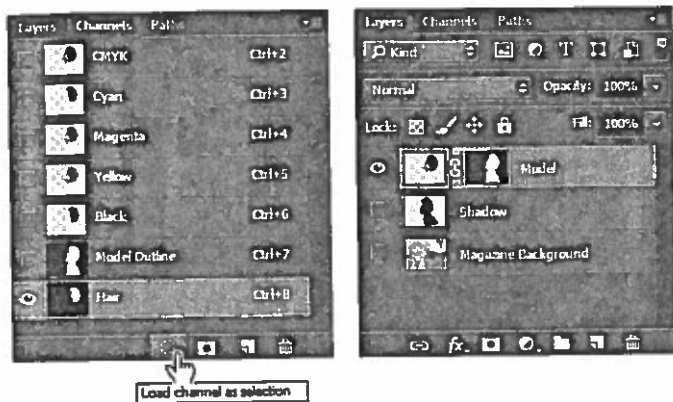 Layers Channels Paths
CMYK Ctrl+2
Cyan Ctrl+3
Magenta Ctrl+4
Yellow Ctrl+5
Black Ctrl+6
Model Outline Ctrl+7
Hair Ctrl+8
Load channel as selection
Layers Channels Paths
Kind T
Normal Opacity: 100%
Lock: Fill: 100%
Model
Shadow
Magazine Background
fx